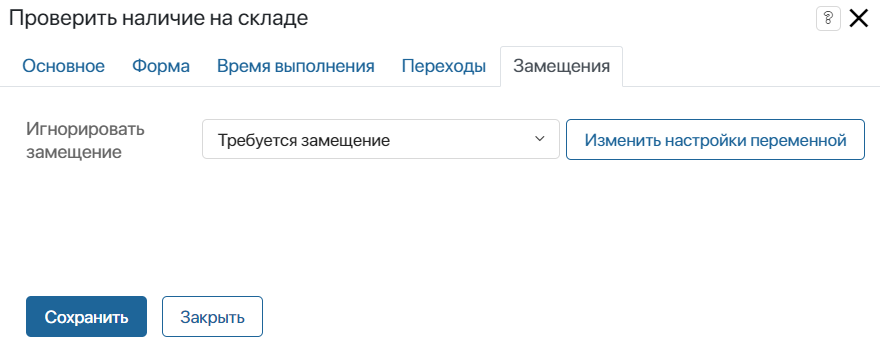 Проверить наличие на складе
?
Основное Форма Время выполнения Переходы Замещения
Игнорировать
замещение
Требуется замещение
Изменить настройки переменной
Сохранить Закрыть